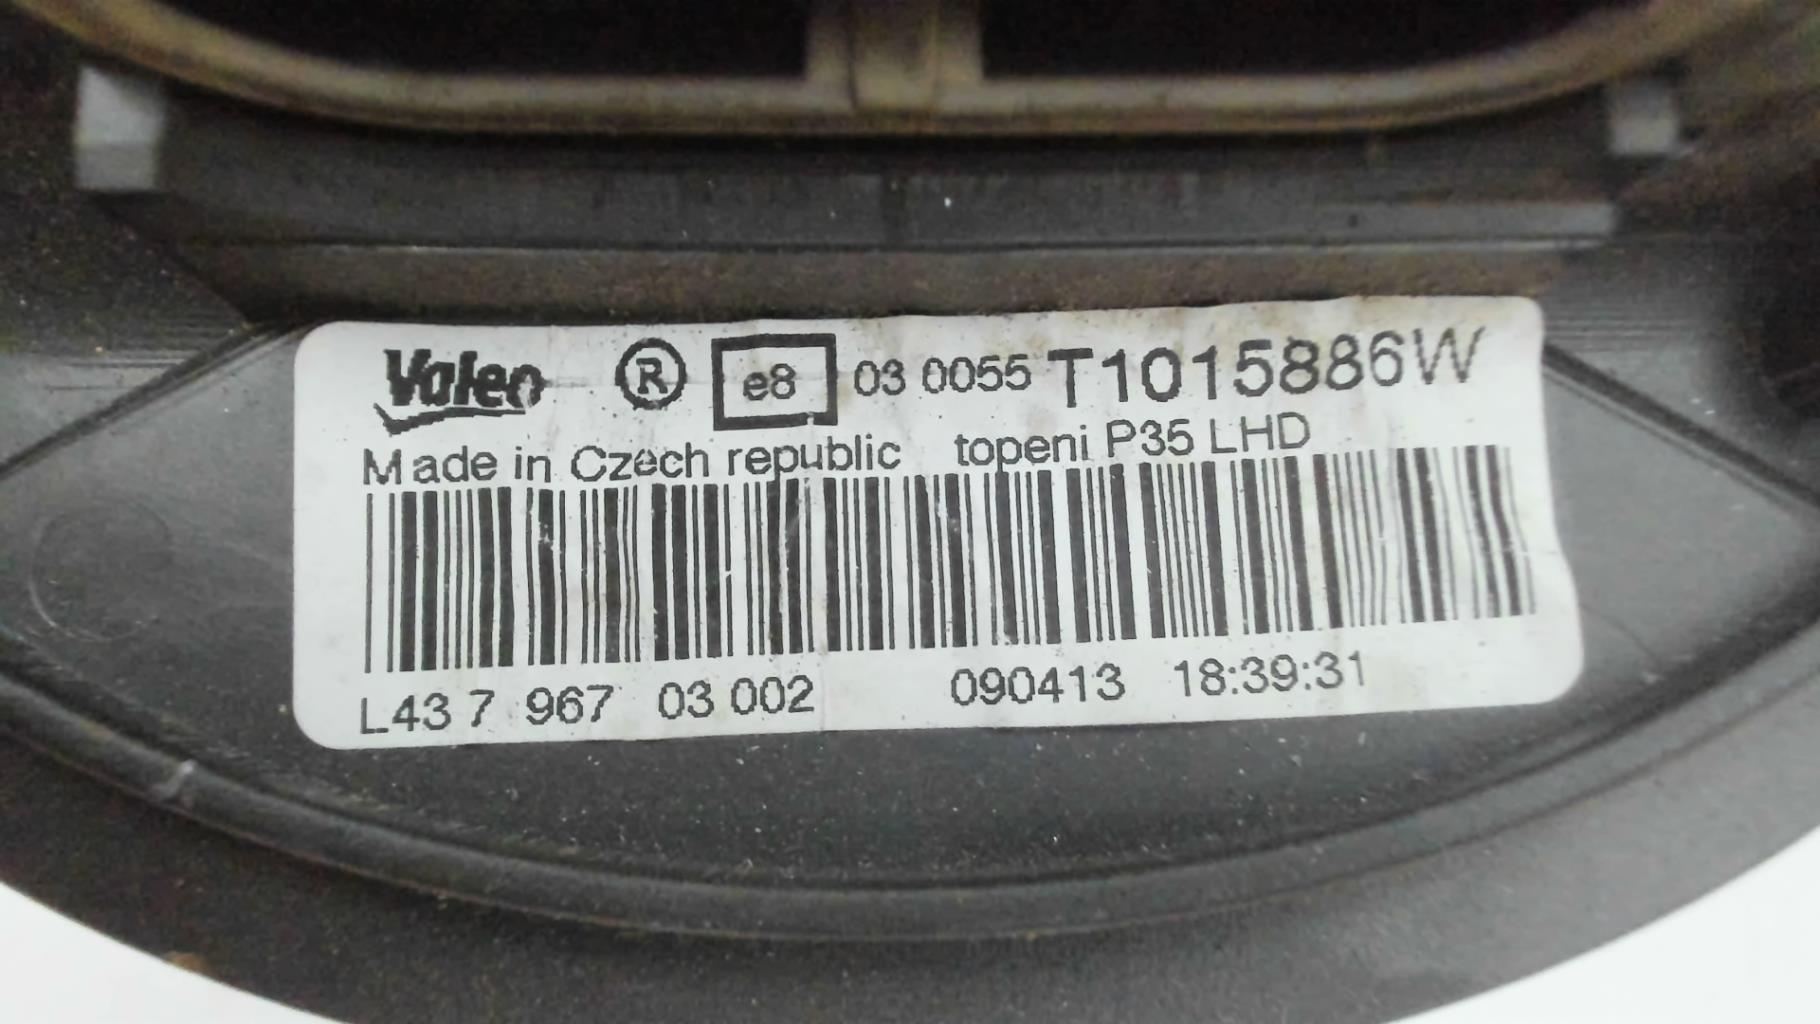 Valeo ® e8 03 0055 T1015886W
Made in Czech republic topeni P35 LHD
L43 7 967 03 002 090413 18:39:31